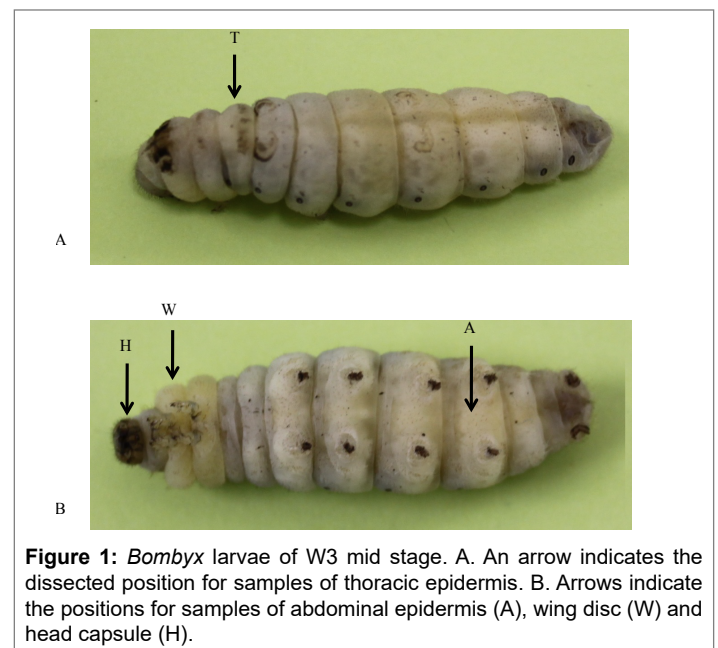 T
A
W
H
A
B
Figure 1: Bombyx larvae of W3 mid stage. A. An arrow indicates the
dissected position for samples of thoracic epidermis. B. Arrows indicate
the positions for samples of abdominal epidermis (A), wing disc (W) and
head capsule (H).